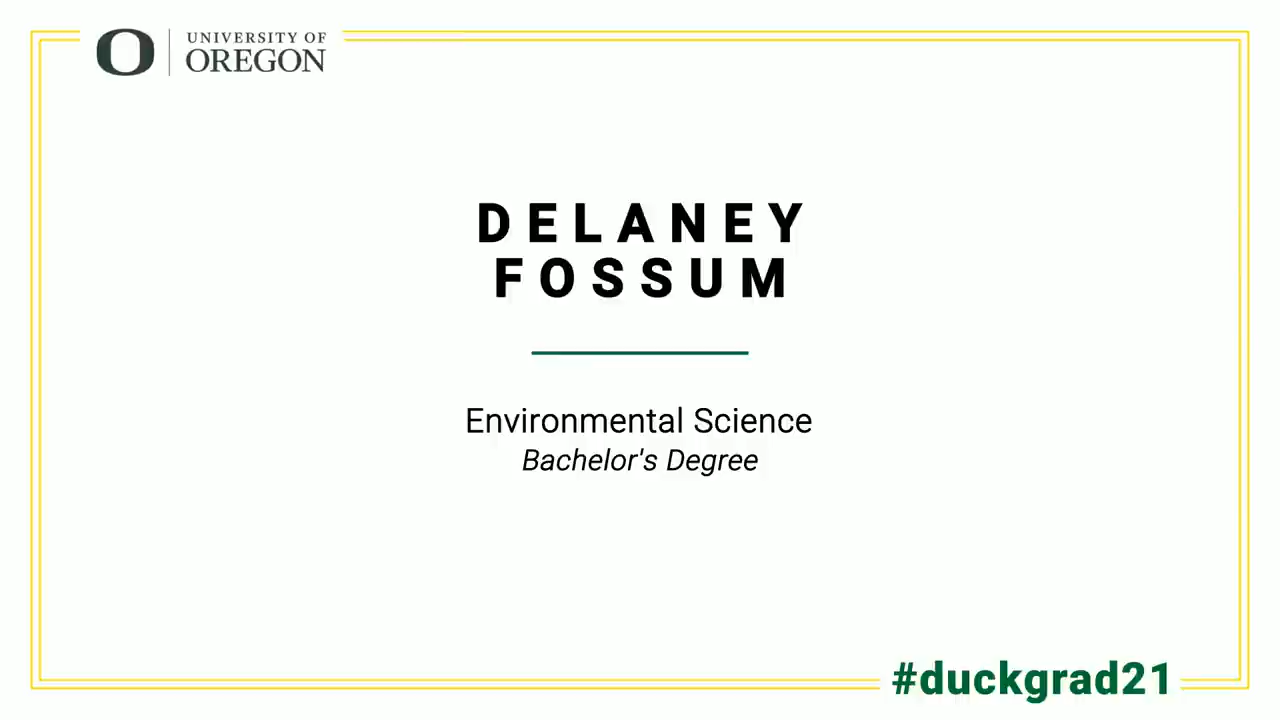 UNIVERSITY OF
OREGON
DELANEY
FOSSUM
Environmental Science
Bachelor's Degree
#duckgrad21